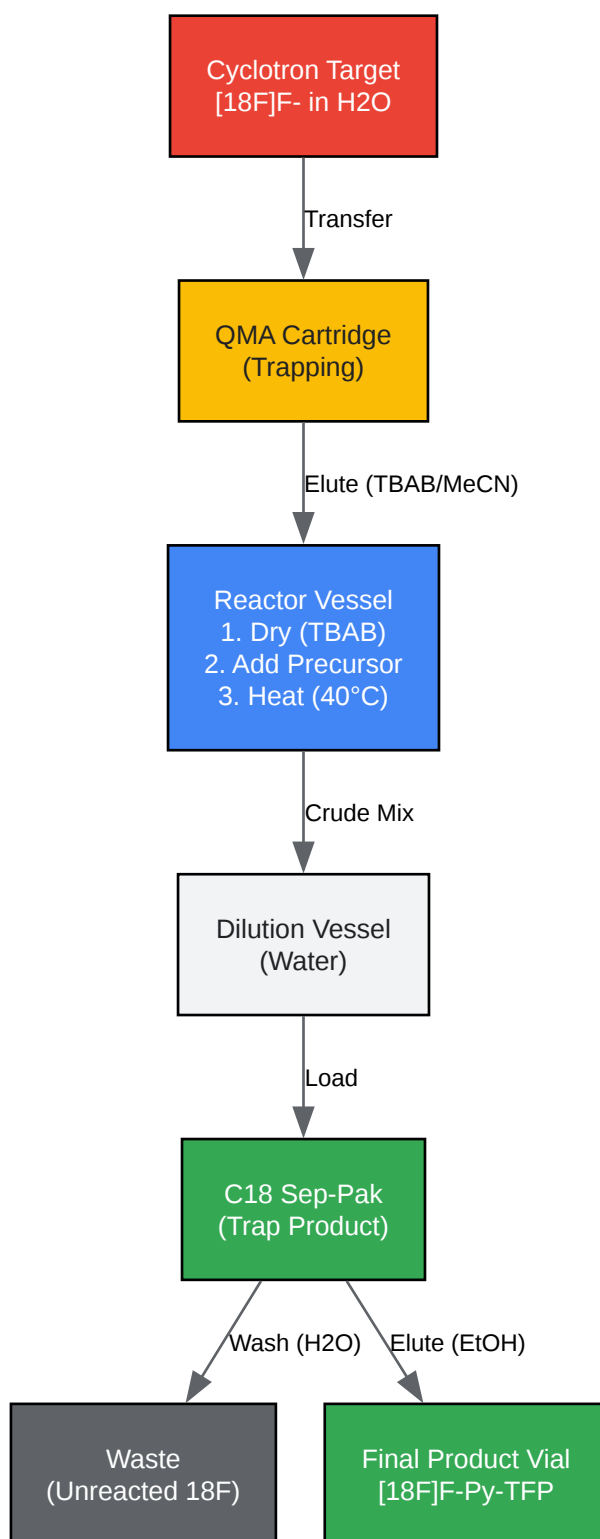 Cyclotron Target
[18F]F- in H2O
Transfer
QMA Cartridge
(Trapping)
Elute (TBAB/MeCN)
Reactor Vessel
1. Dry (TBAB)
2. Add Precursor
3. Heat (40°C)
Crude Mix
Dilution Vessel
(Water)
Load
C18 Sep-Pak
(Trap Product)
Wash (H2O)
Elute (EtOH)
Waste
(Unreacted 18F)
Final Product Vial
[18F]F-Py-TFP